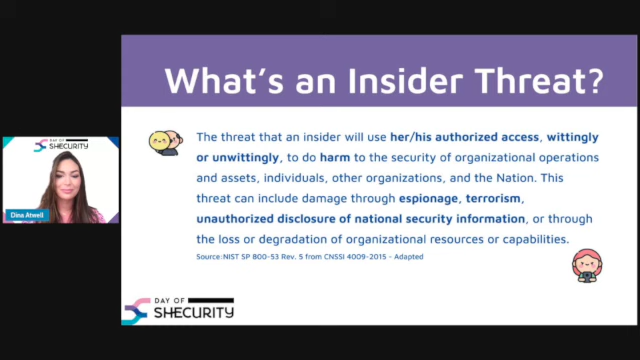 What's an Insider Threat?
The threat that an insider will use her/his authorized access, wittingly
or unwittingly, to do harm to the security of organizational operations
and assets, individuals, other organizations, and the Nation. This
threat can include damage through espionage, terrorism,
unauthorized disclosure of national security information, or through
the loss or degradation of organizational resources or capabilities.
Source: NIST SP 800-53 Rev. 5 from CNSSI 4009-2015 - Adapted
DAY OF
SHECURITY
DAY OF
SHECURITY
Dina Atwell